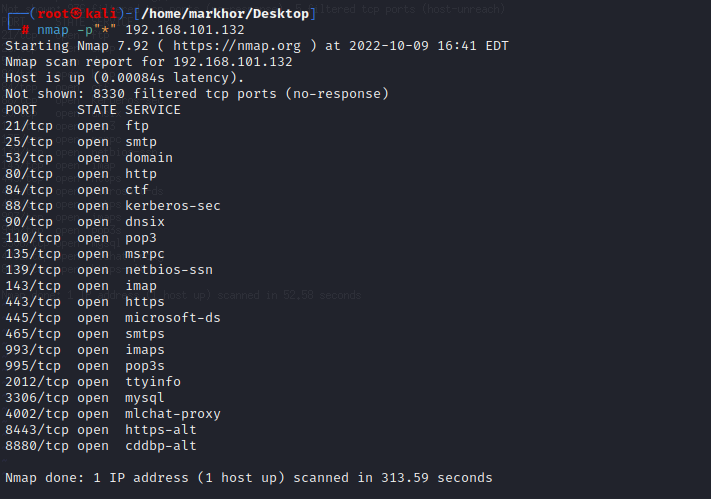 (root㉿kali)-[/home/markhor/Desktop]
# nmap -p"*" 192.168.101.132
Starting Nmap 7.92 ( https://nmap.org ) at 2022-10-09 16:41 EDT
Nmap scan report for 192.168.101.132
Host is up (0.00084s latency).
Not shown: 8330 filtered tcp ports (no-response)
PORT     STATE SERVICE
21/tcp   open  ftp
25/tcp   open  smtp
53/tcp   open  domain
80/tcp   open  http
84/tcp   open  ctf
88/tcp   open  kerberos-sec
90/tcp   open  dnsix
110/tcp  open  pop3
135/tcp  open  msrpc
139/tcp  open  netbios-ssn
143/tcp  open  imap
443/tcp  open  https
445/tcp  open  microsoft-ds
465/tcp  open  smtps
993/tcp  open  imaps
995/tcp  open  pop3s
2012/tcp open  ttyinfo
3306/tcp open  mysql
4002/tcp open  mlchat-proxy
8443/tcp open  https-alt
8880/tcp open  cddbp-alt
Nmap done: 1 IP address (1 host up) scanned in 313.59 seconds